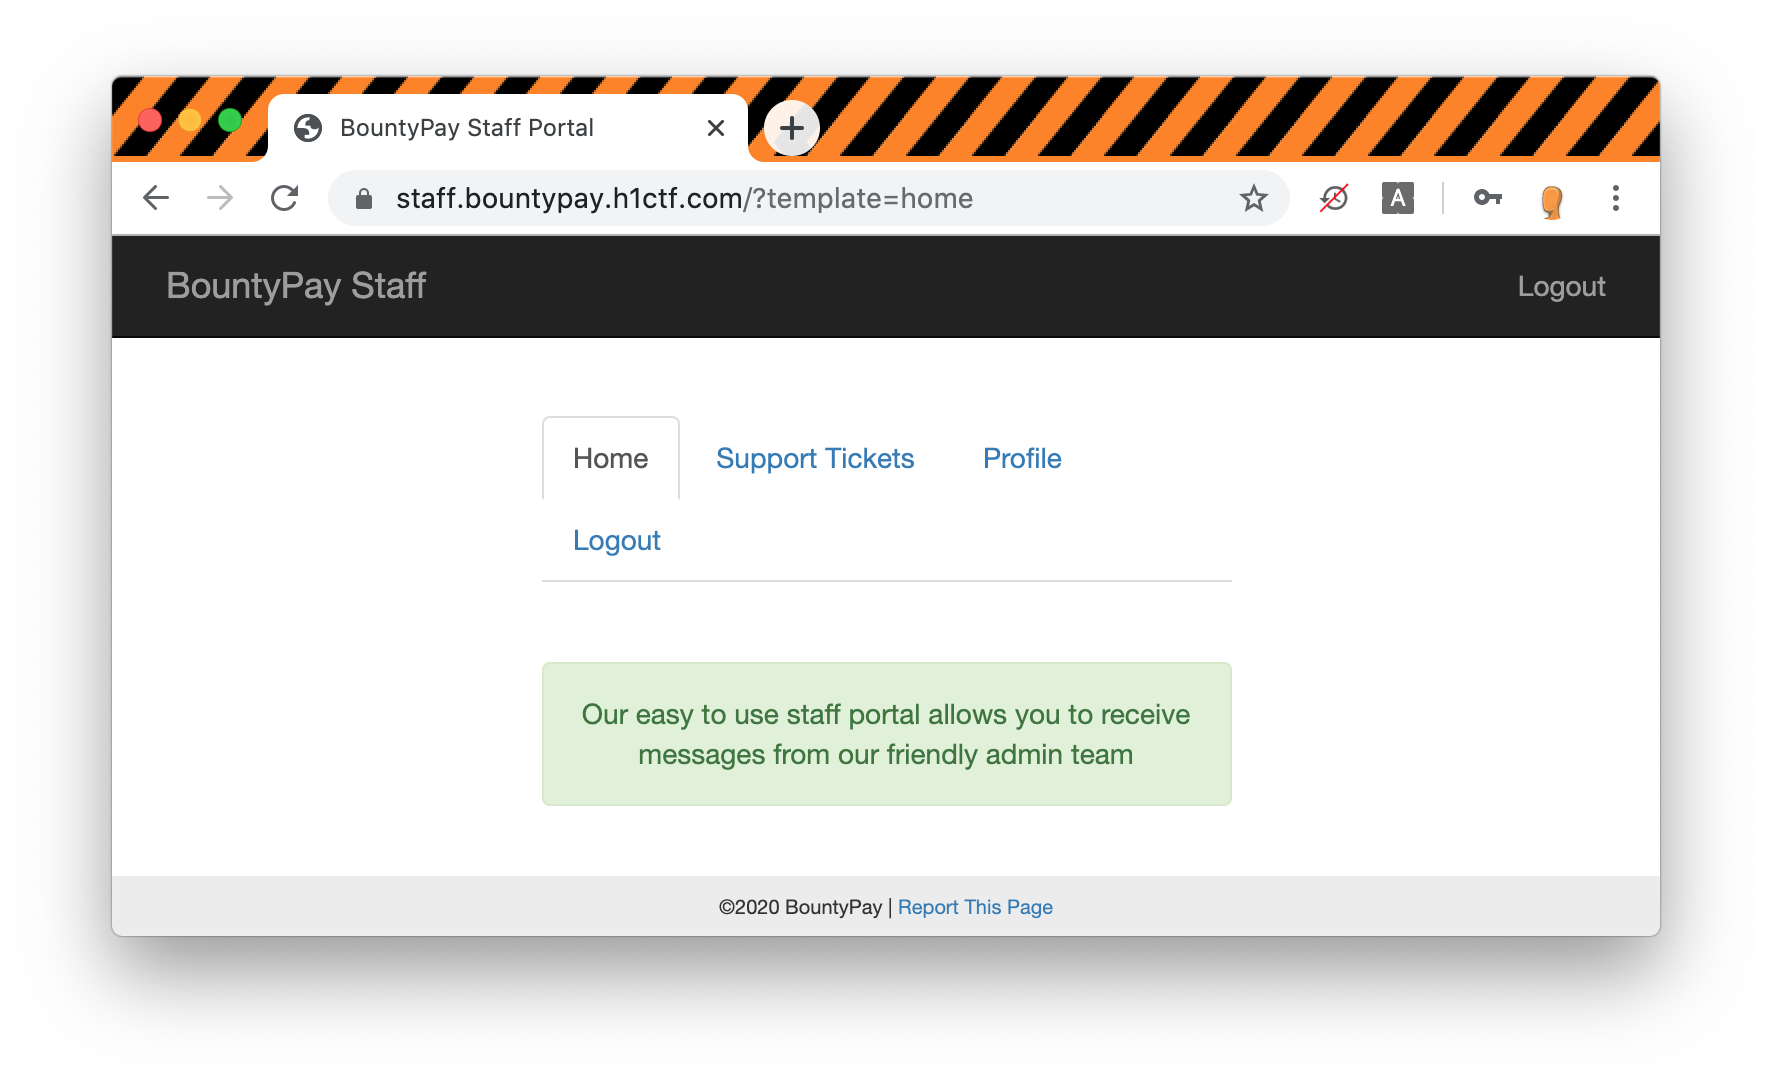 BountyPay Staff Portal
staff.bountypay.h1ctf.com/?template=home
A
BountyPay Staff
Logout
Home
Support Tickets
Profile
Logout
Our easy to use staff portal allows you to receive
messages from our friendly admin team
©2020 BountyPay | Report This Page